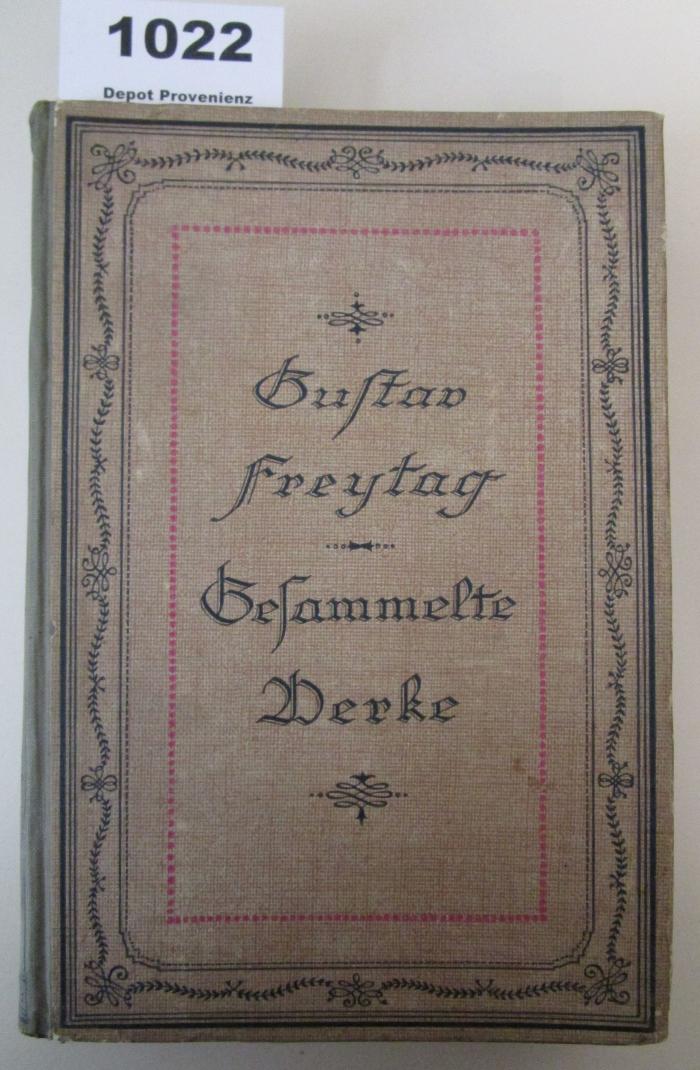 1022
Depot Provenienz
Guſtav
Freytag
Geſammelte
Werke